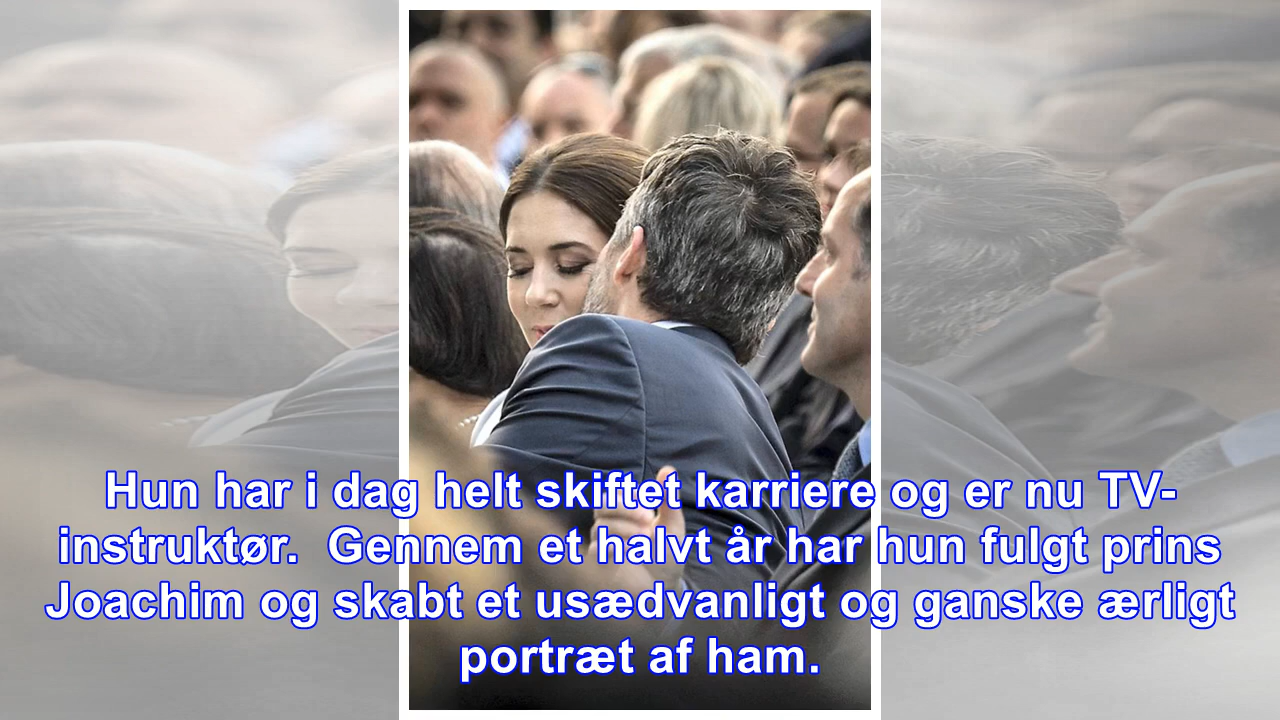 Hun har i dag helt skiftet karriere og er nu TV-
instruktør.  Gennem et halvt år har hun fulgt prins
Joachim og skabt et usædvanligt og ganske ærligt
portræt af ham.